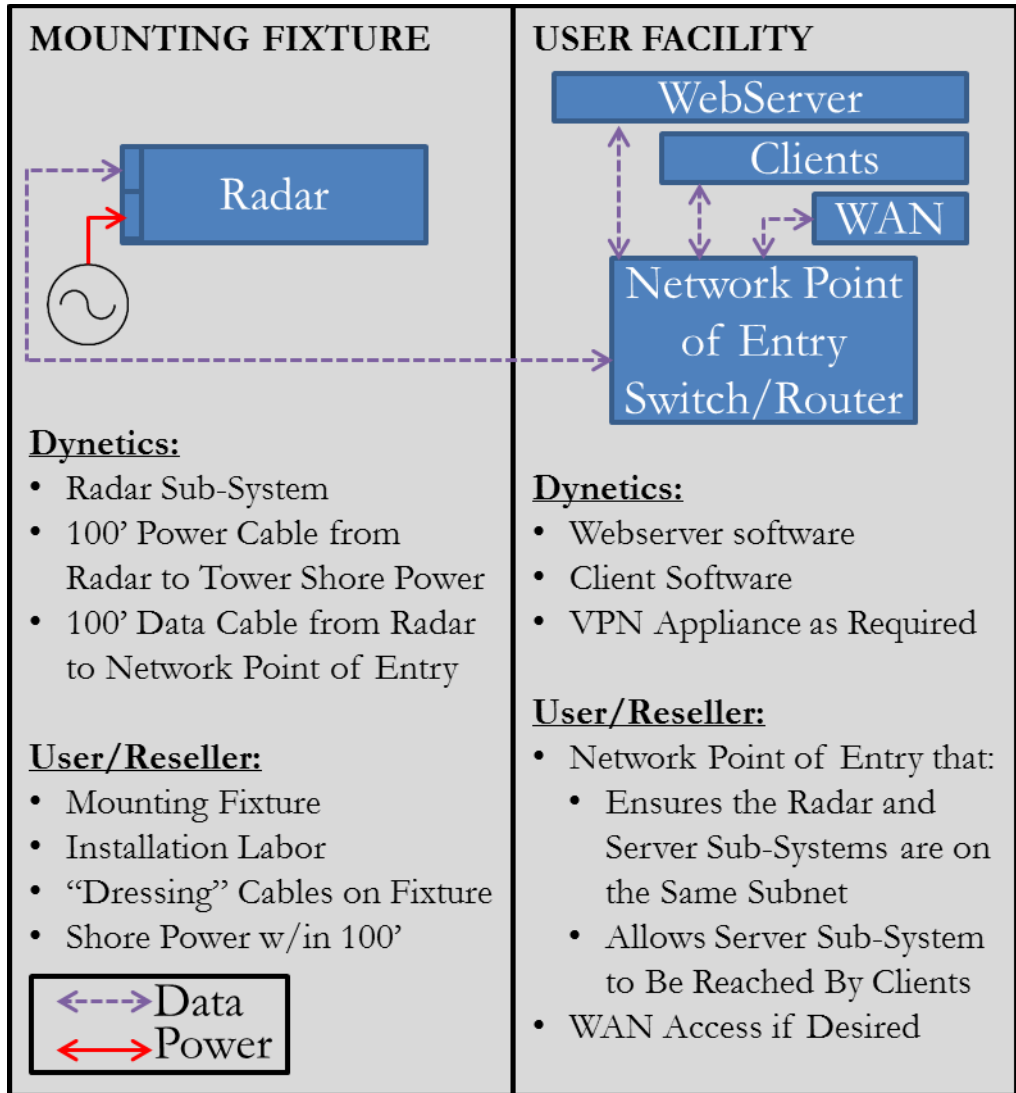 MOUNTING FIXTURE
Radar
Dynetics:
• Radar Sub-System
• 100’ Power Cable from
Radar to Tower Shore Power
• 100’ Data Cable from Radar
to Network Point of Entry
User/Reseller:
• Mounting Fixture
• Installation Labor
• “Dressing” Cables on Fixture
• Shore Power w/in 100’
Data
Power
USER FACILITY
WebServer
Clients
WAN
Network Point
of Entry
Switch/Router
Dynetics:
• Webserver software
• Client Software
• VPN Appliance as Required
User/Reseller:
• Network Point of Entry that:
• Ensures the Radar and
Server Sub-Systems are on
the Same Subnet
• Allows Server Sub-System
to Be Reached By Clients
• WAN Access if Desired